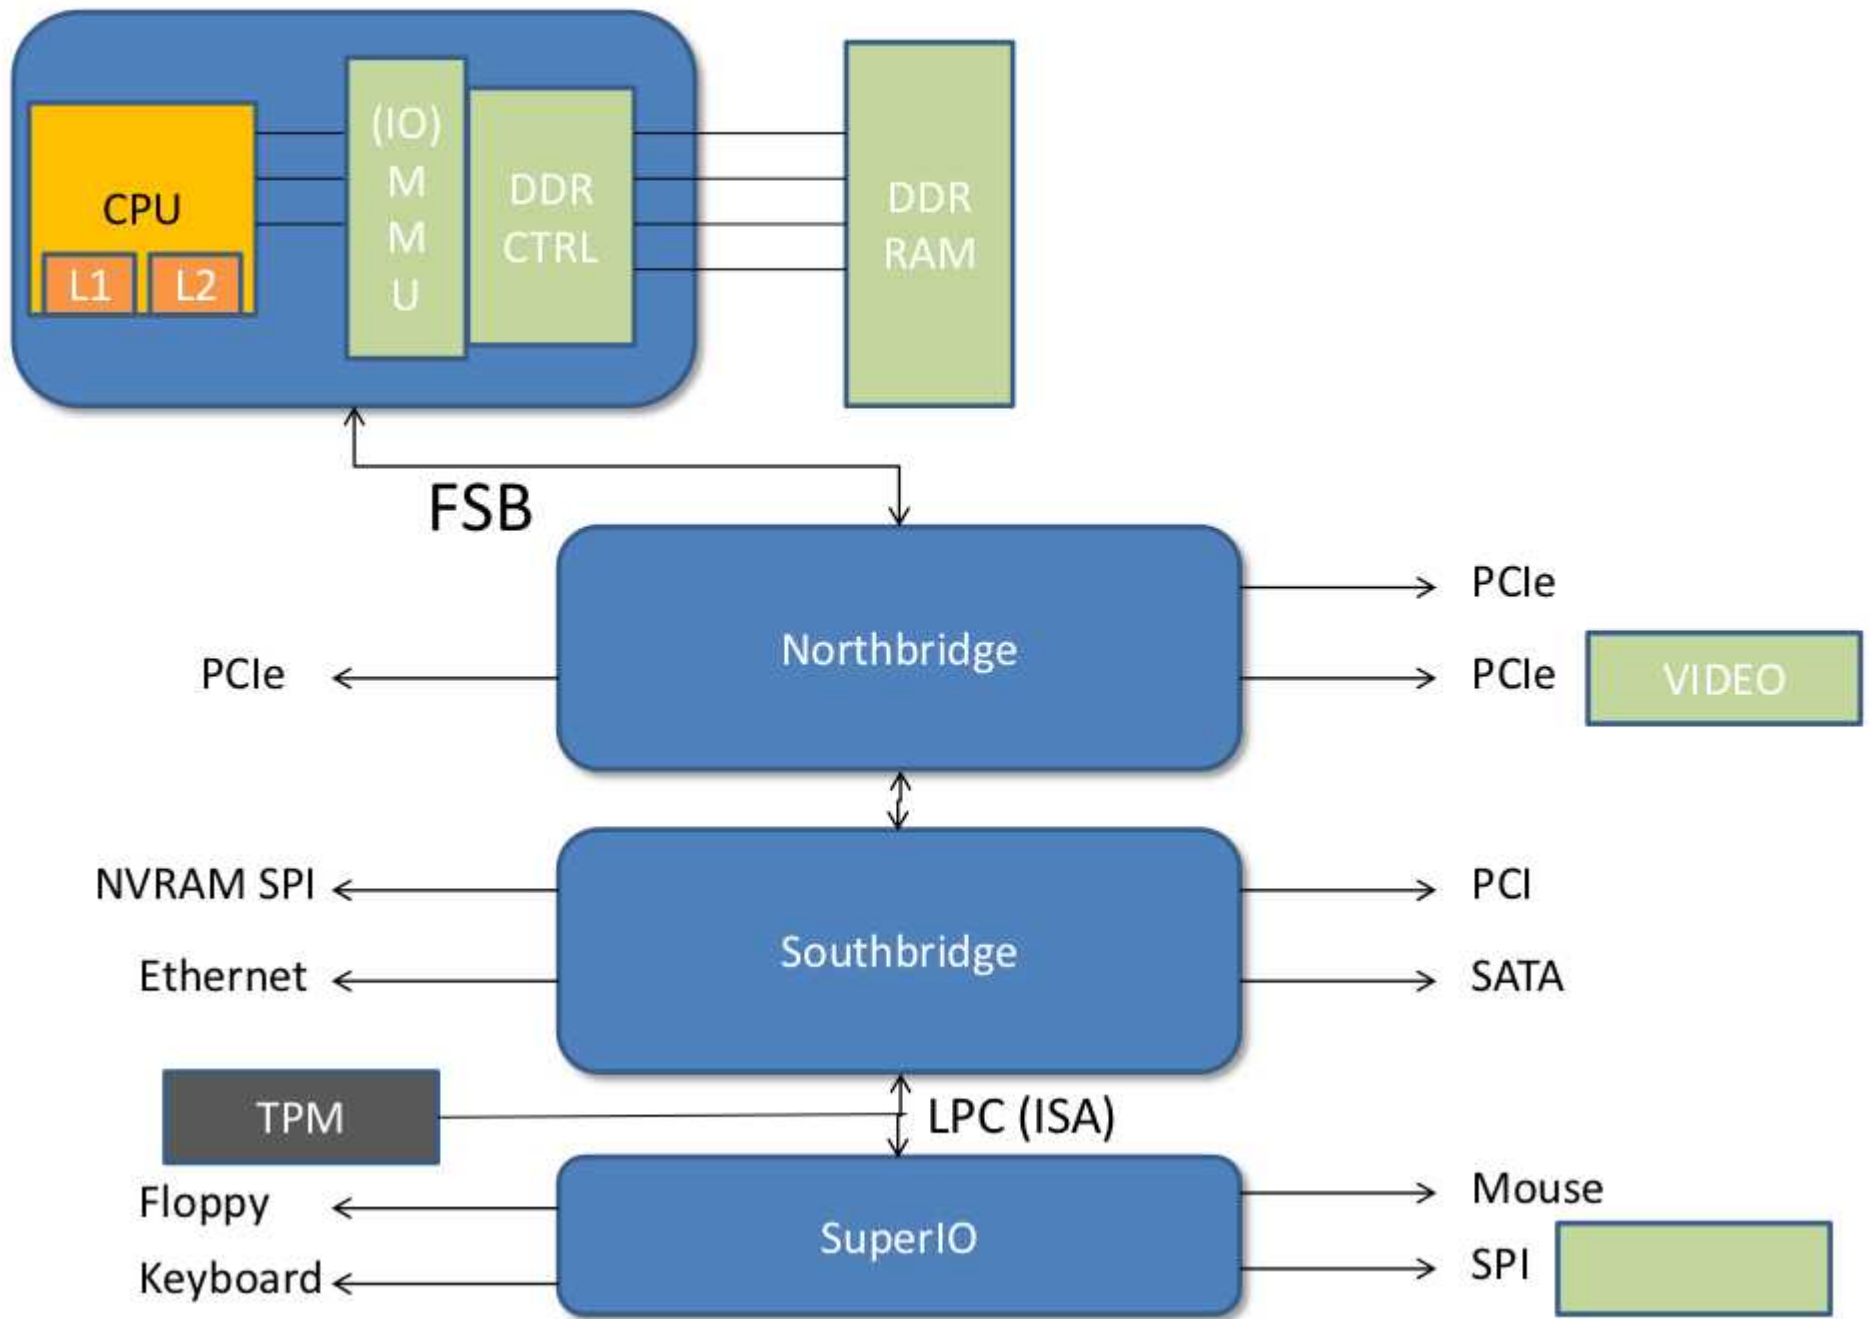 CPU
L1
L2
(IO)
M
M
U
DDR
CTRL
DDR
RAM
FSB
Northbridge
PCIe
PCIe
PCIe
VIDEO
Southbridge
NVRAM SPI
Ethernet
PCI
SATA
TPM
LPC (ISA)
SuperIO
Floppy
Keyboard
Mouse
SPI